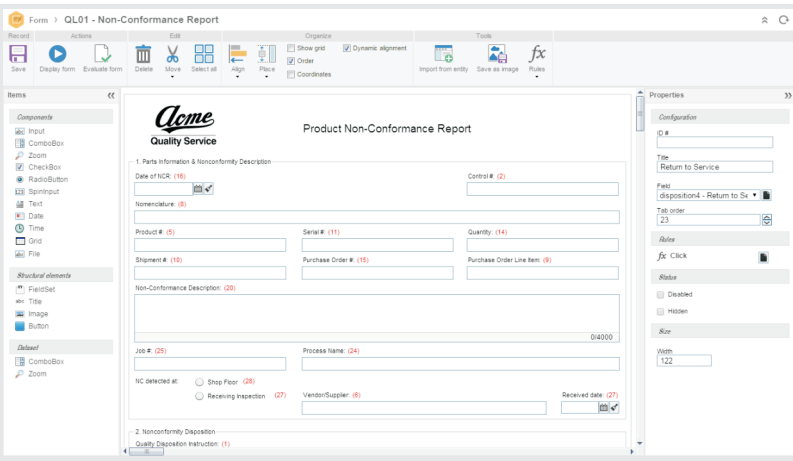 Form > QL01 - Non-Conformance Report
Record Actions Edit Organize Tools
Save Display form Evaluate form Delete Move Select all Align Place
Show grid Dynamic alignment
Order
Coordinates
Import from entity Save as image fx Rules
Items
Components
Input
ComboBox
Zoom
CheckBox
RadioButton
SpinInput
Text
Date
Time
Grid
File
Structural elements
FieldSet
Title
Image
Button
Dataset
ComboBox
Zoom
acme
Quality Service
Product Non-Conformance Report
1. Parts Information & Nonconformity Description
Date of NCR: (16) Control #: (2)
Nomenclature: (8)
Product #: (5) Serial #: (11) Quantity: (14)
Shipment #: (10) Purchase Order #: (15) Purchase Order Line Item: (9)
Non-Conformance Description: (20)
0/4000
Job #: (25) Process Name: (24)
NC detected at: Shop Floor (28)
Receiving Inspection (27) Vendor/Supplier: (6) Received date: (27)
2. Nonconformity Disposition
Quality Disposition Instruction: (1)
Properties
Configuration
ID #
Title
Return to Service
Field
disposition4 - Return to Se
Tab order
23
Rules
fx Click
Status
Disabled
Hidden
Size
Width
122